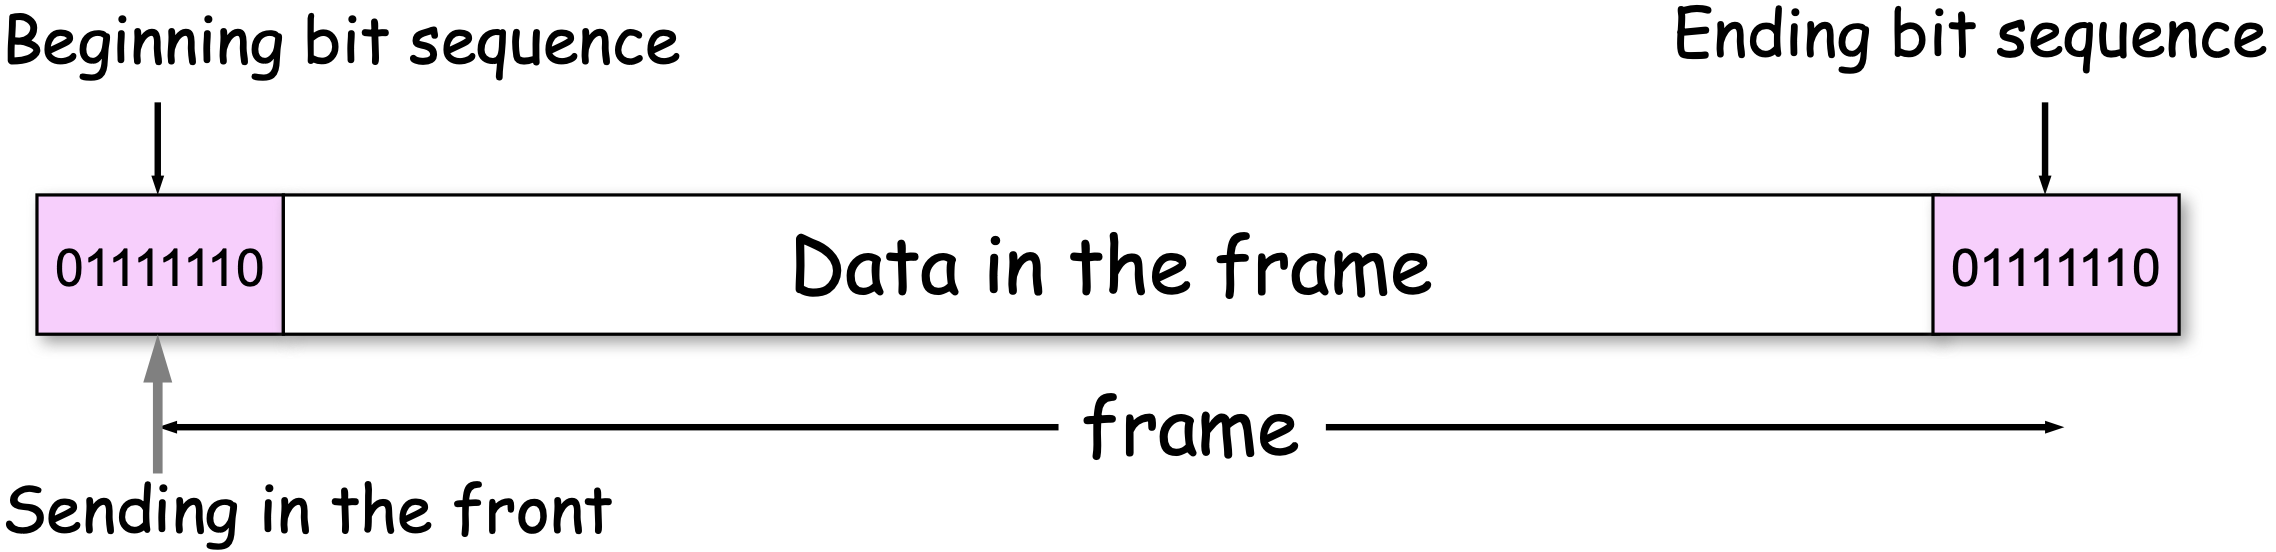 Beginning bit sequence
Ending bit sequence
01111110
Data in the frame
01111110
frame
Sending in the front